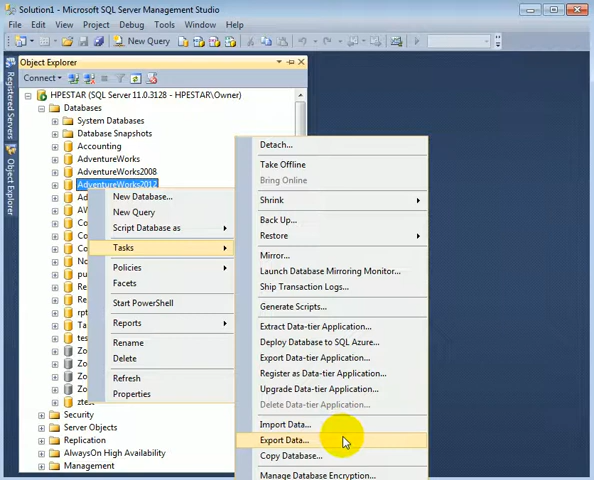 Solution1 - Microsoft SQL Server Management Studio
File Edit View Project Debug Tools Window Help
New Query
Registered Servers
Object Explorer
Object Explorer
Connect
HPESTAR (SQL Server 11.0.3128 - HPESTAR\Owner)
Databases
System Databases
Database Snapshots
Accounting
AdventureWorks
AdventureWorks2008
AdventureWorks2012
Security
Server Objects
Replication
AlwaysOn High Availability
Management
New Database...
New Query
Script Database as
Tasks
Policies
Facets
Start PowerShell
Reports
Rename
Delete
Refresh
Properties
Detach...
Take Offline
Bring Online
Shrink
Back Up...
Restore
Mirror...
Launch Database Mirroring Monitor...
Ship Transaction Logs...
Generate Scripts...
Extract Data-tier Application...
Deploy Database to SQL Azure...
Export Data-tier Application...
Register as Data-tier Application...
Upgrade Data-tier Application...
Delete Data-tier Application...
Import Data...
Export Data...
Copy Database...
Manage Database Encryption...